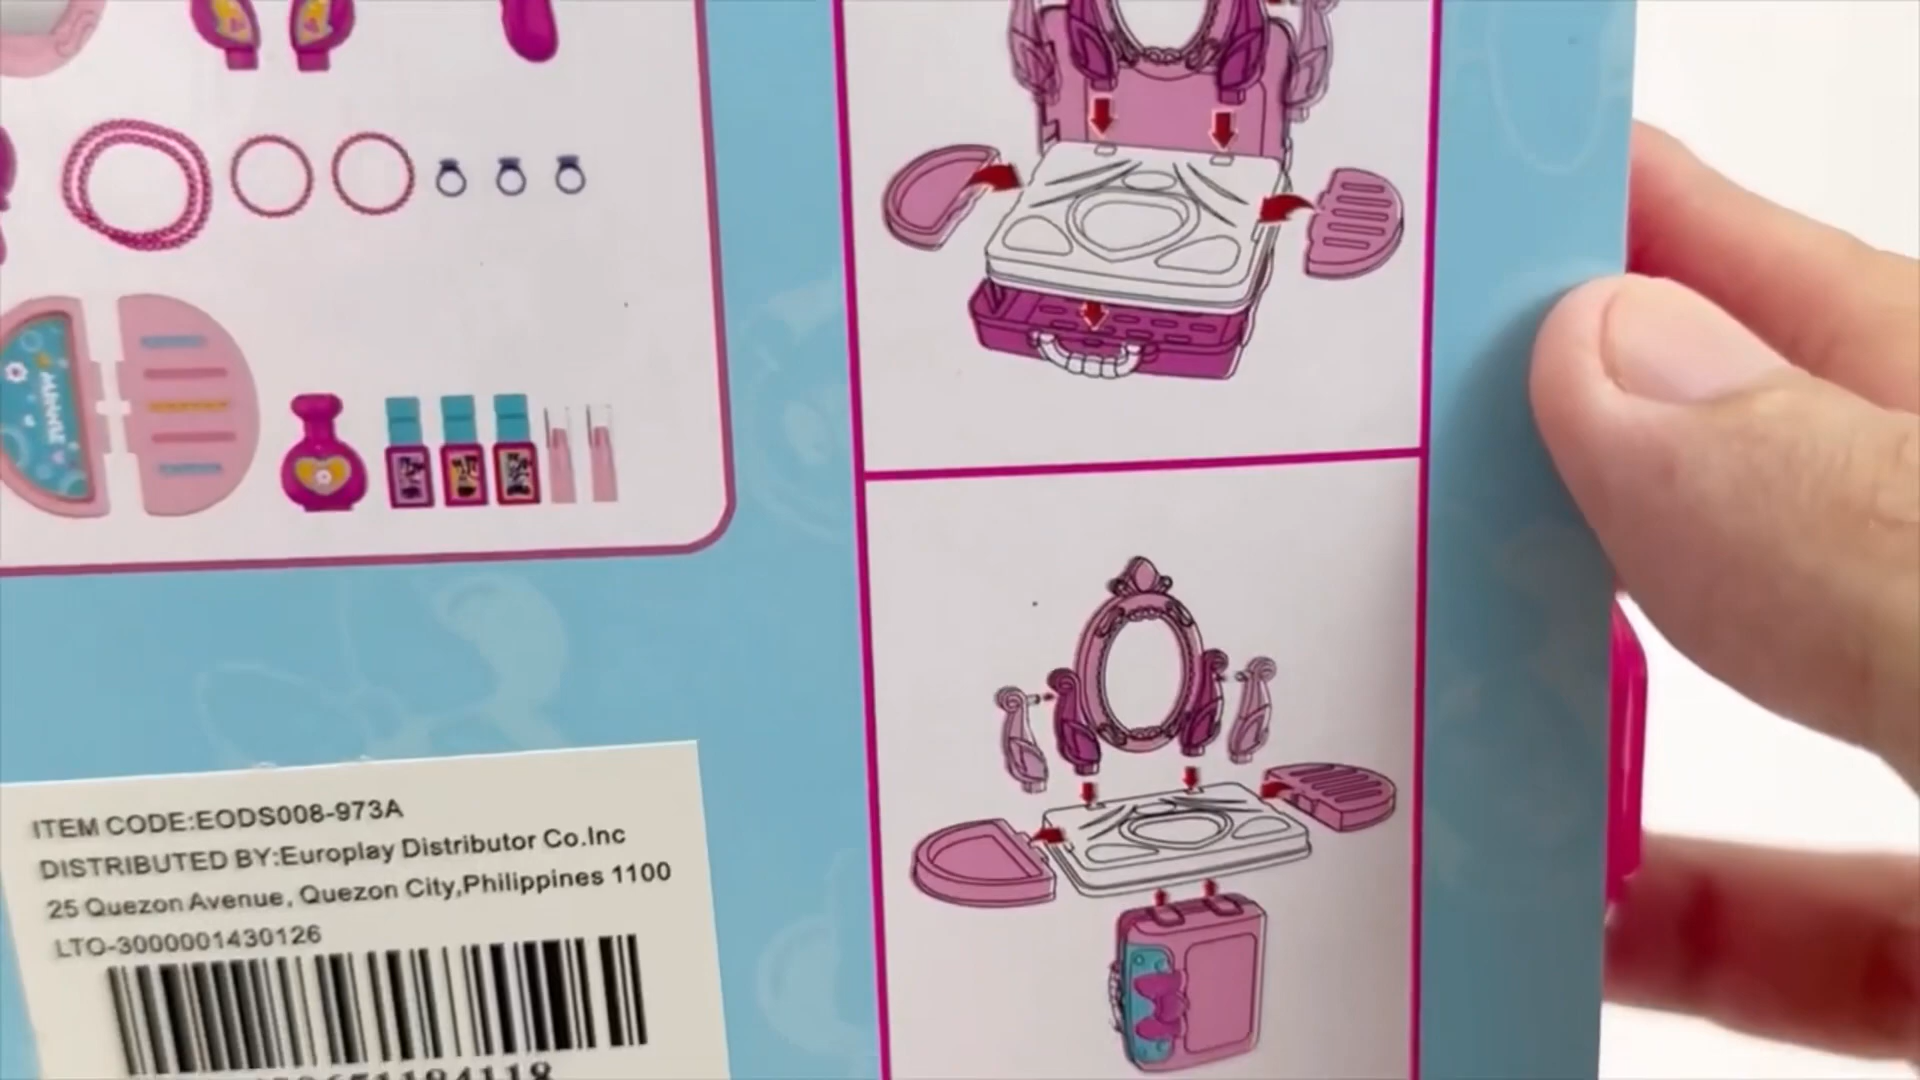 MINNIE
ITEM CODE:EODS008-973A
DISTRIBUTED BY:Europlay Distributor Co.Inc
25 Quezon Avenue, Quezon City,Philippines 1100
LTO-3000001430126